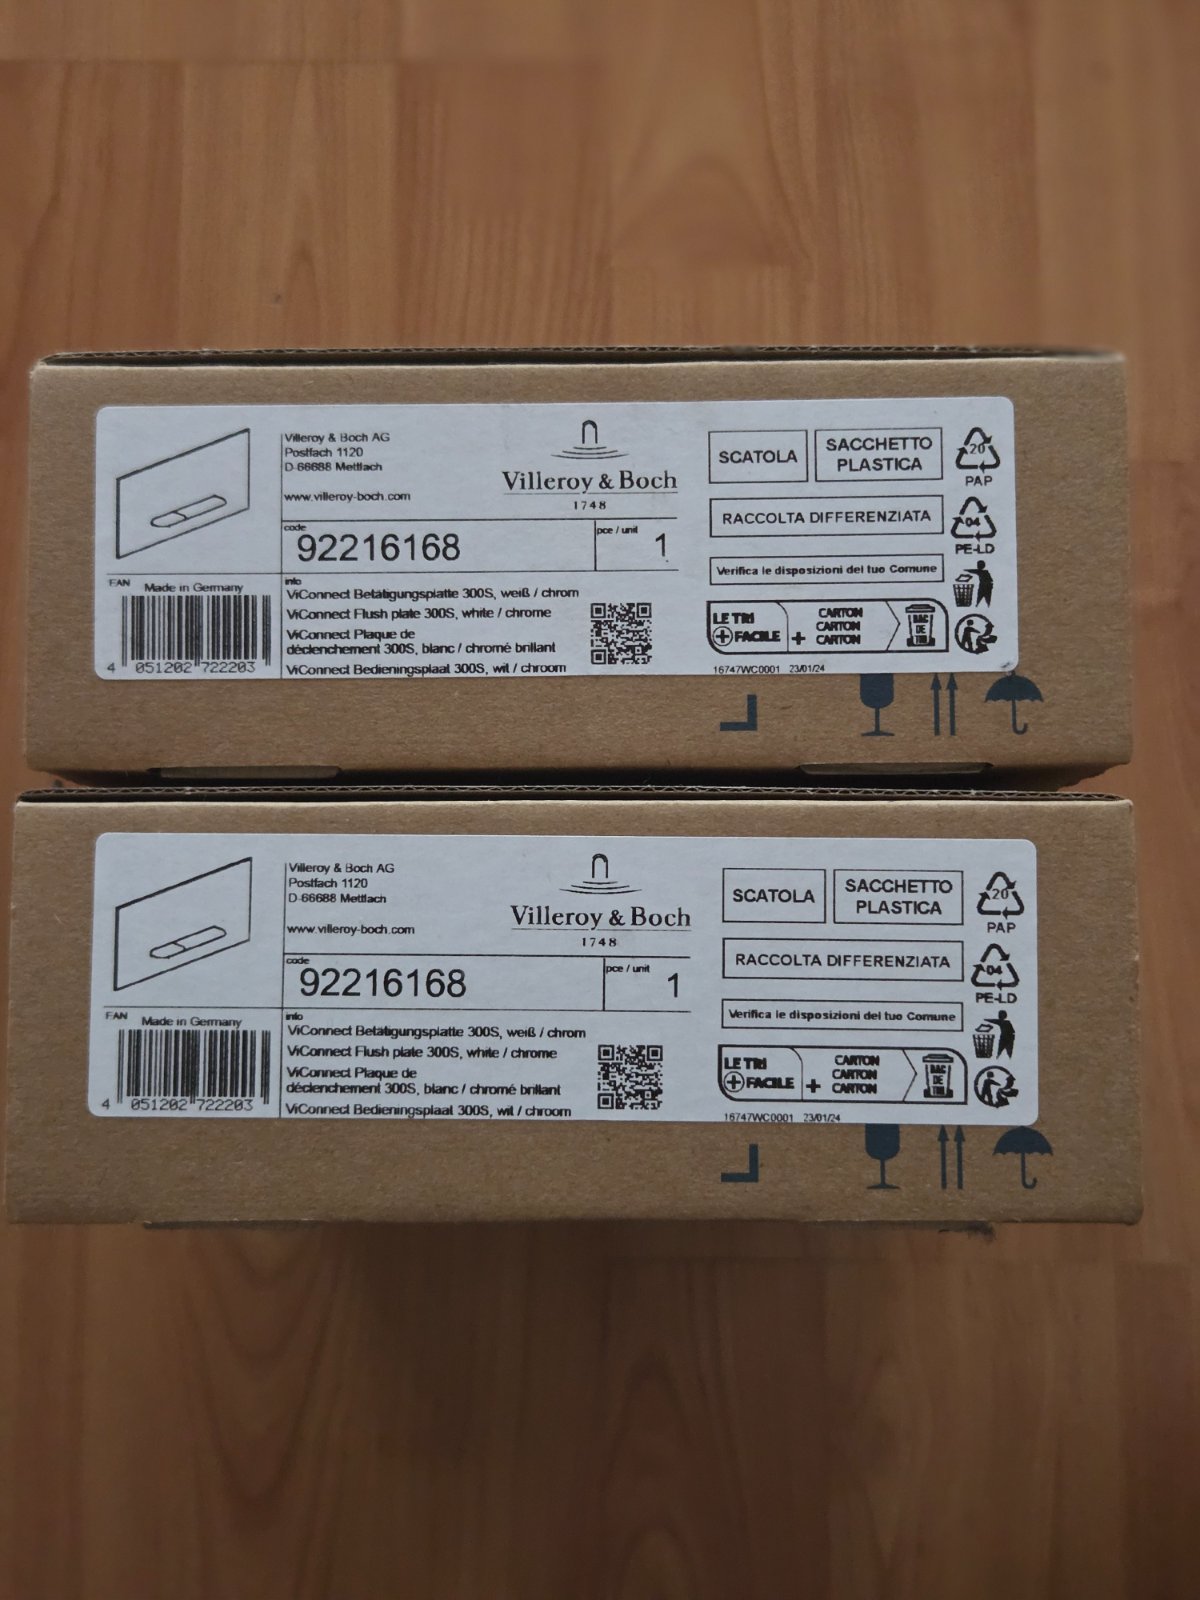 Villeroy & Boch AG
Postfach 1120
D-66688 Mettlach
www.villeroy-boch.com
Villeroy & Boch
1748
code
92216168
pce / unit
1
FAN
Made in Germany
4 051202 722203
info
ViConnect Betätigungsplatte 300S, weiß / chrom
ViConnect Flush plate 300S, white / chrome
ViConnect Plaque de
déclenchement 300S, blanc / chromé brillant
ViConnect Bedieningsplaat 300S, wit / chroom
SCATOLA
SACCHETTO
PLASTICA
20
PAP
RACCOLTA DIFFERENZIATA
04
PE-LD
Verifica le disposizioni del tuo Comune
LE TRI
+ FACILE
+
CARTON
CARTON
CARTON
BAC
DE
TRI
16747WC0001 23/01/24
Villeroy & Boch AG
Postfach 1120
D-66688 Mettlach
www.villeroy-boch.com
Villeroy & Boch
1748
code
92216168
pce / unit
1
FAN
Made in Germany
4 051202 722203
info
ViConnect Betätigungsplatte 300S, weiß / chrom
ViConnect Flush plate 300S, white / chrome
ViConnect Plaque de
déclenchement 300S, blanc / chromé brillant
ViConnect Bedieningsplaat 300S, wit / chroom
SCATOLA
SACCHETTO
PLASTICA
20
PAP
RACCOLTA DIFFERENZIATA
04
PE-LD
Verifica le disposizioni del tuo Comune
LE TRI
+ FACILE
+
CARTON
CARTON
CARTON
BAC
DE
TRI
16747WC0001 23/01/24